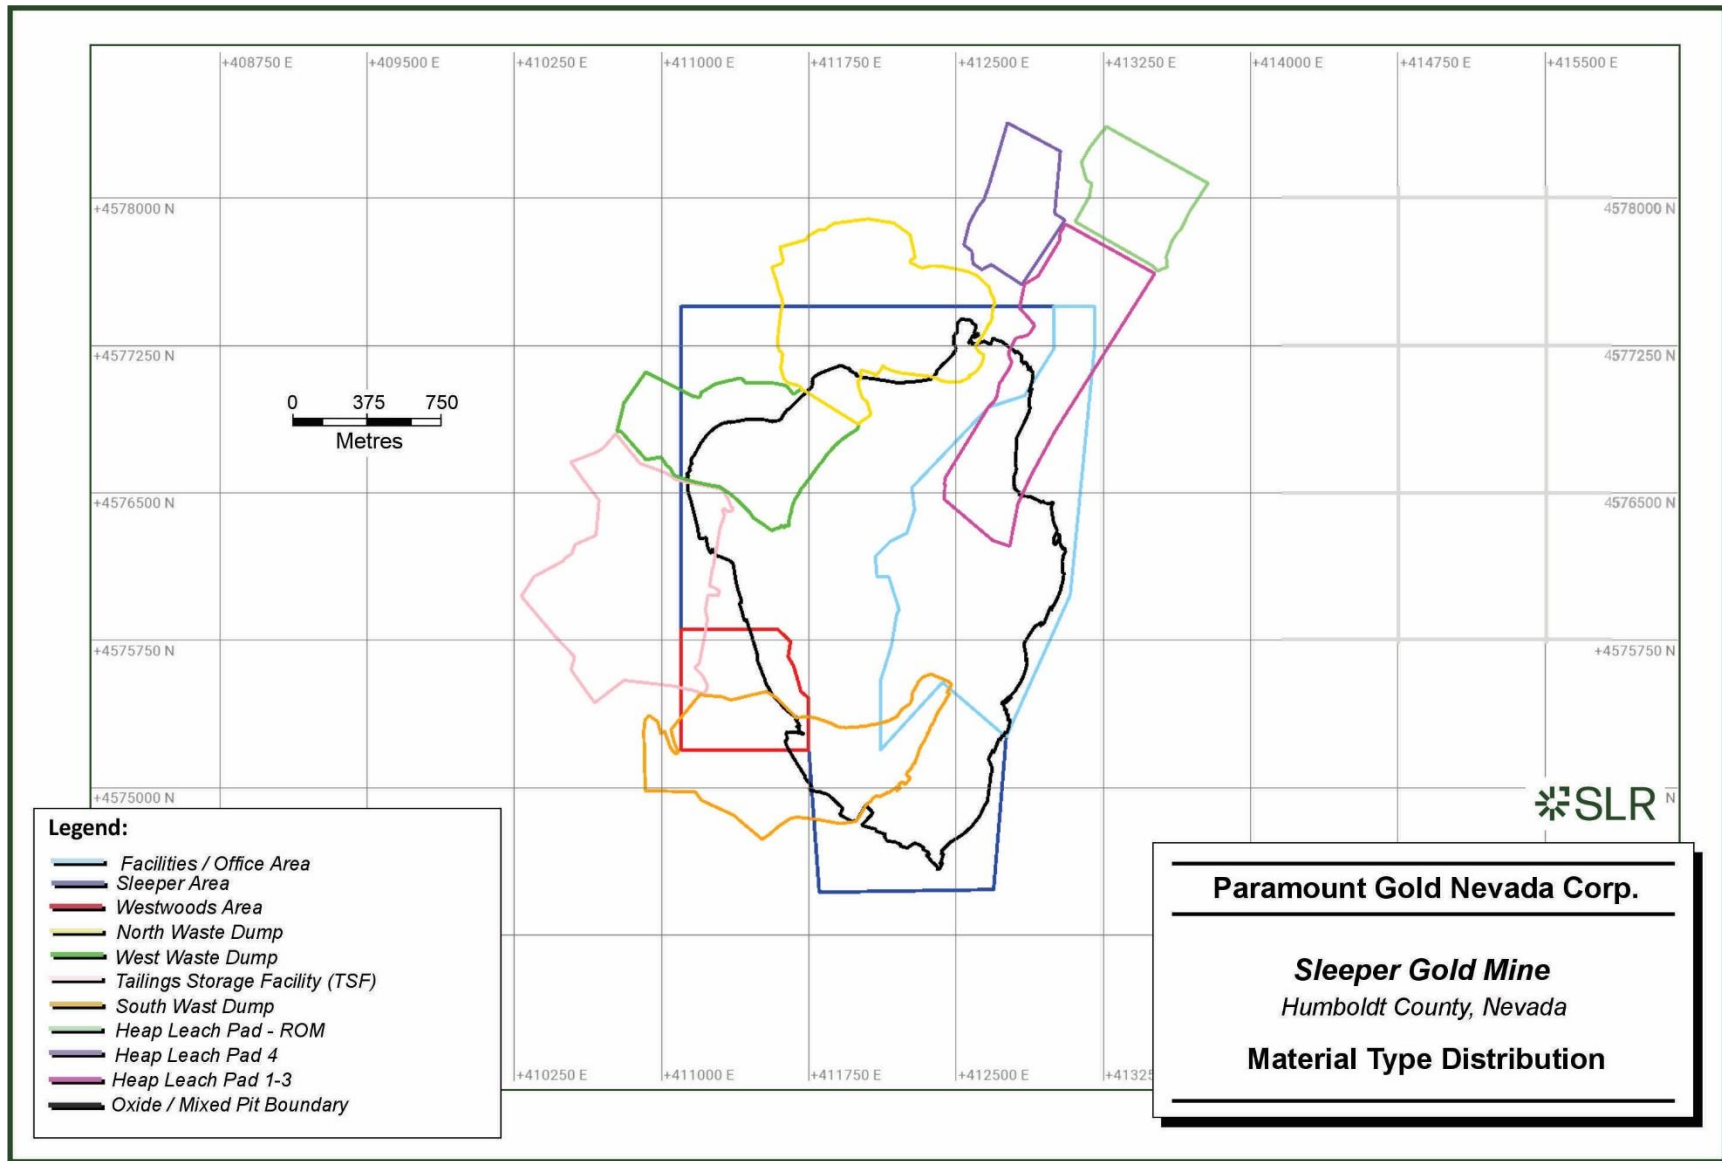 +408750 E +409500 E +410250 E +411000 E +411750 E +412500 E +413250 E +414000 E +414750 E +415500 E
+4578000 N 4578000 N
+4577250 N 4577250 N
0 375 750
Metres
+4576500 N 4576500 N
+4575750 N +4575750 N
+4575000 N N
SLR
Legend:
Facilities / Office Area
Sleeper Area
Westwoods Area
North Waste Dump
West Waste Dump
Tailings Storage Facility (TSF)
South Wast Dump
Heap Leach Pad - ROM
Heap Leach Pad 4
Heap Leach Pad 1-3
Oxide / Mixed Pit Boundary
Paramount Gold Nevada Corp.
Sleeper Gold Mine
Humboldt County, Nevada
Material Type Distribution
+410250 E +411000 E +411750 E +412500 E +41325